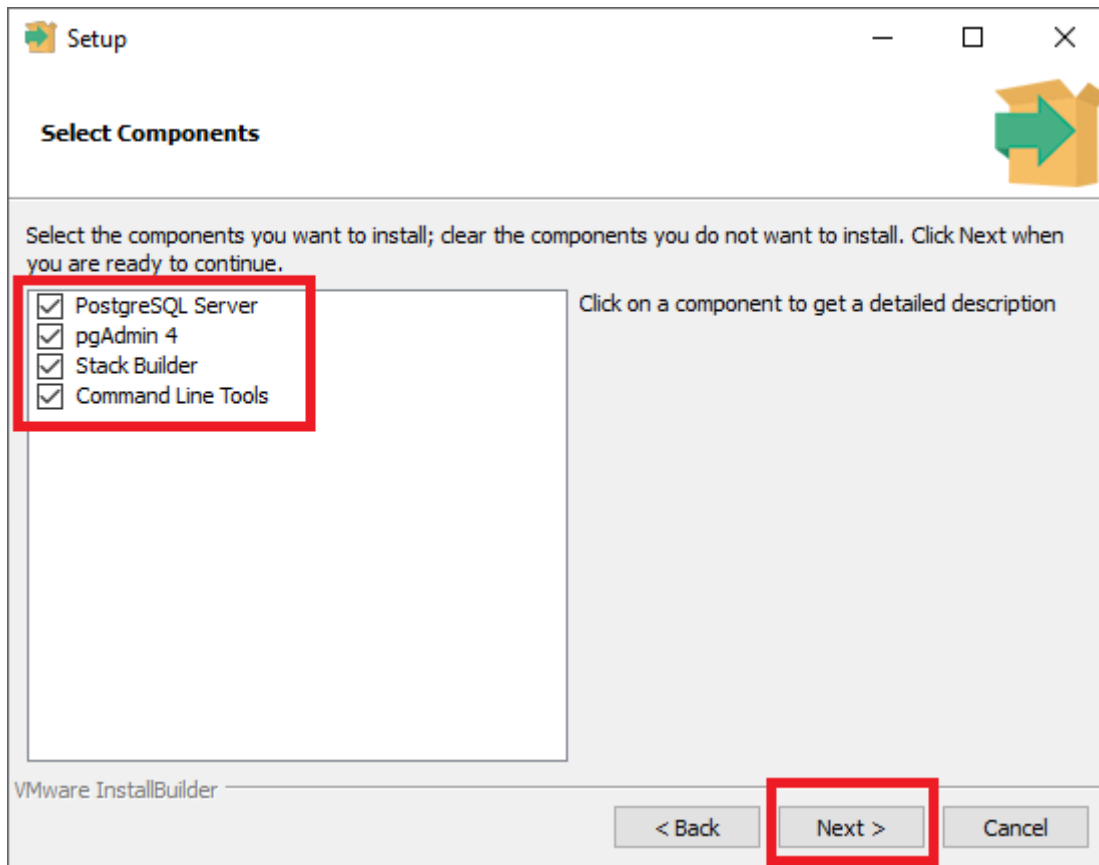 Setup
Select Components
Select the components you want to install; clear the components you do not want to install. Click Next when
you are ready to continue.
PostgreSQL Server
pgAdmin 4
Stack Builder
Command Line Tools
Click on a component to get a detailed description
VMware InstallBuilder
< Back
Next >
Cancel